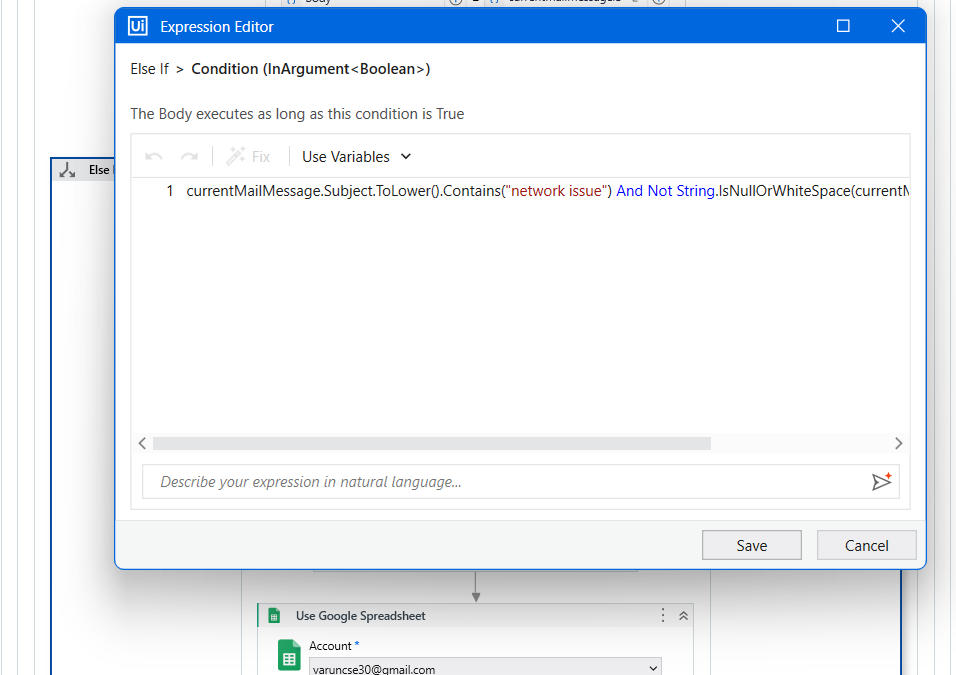 Body
Ui Expression Editor
Else If > Condition (InArgument<Boolean>)
The Body executes as long as this condition is True
Fix Use Variables
Else
1 currentMailMessage.Subject.ToLower().Contains("network issue") And Not String.IsNullOrWhiteSpace(currentM
Describe your expression in natural language...
Save Cancel
Use Google Spreadsheet
Account *
varuncse30@gmail.com